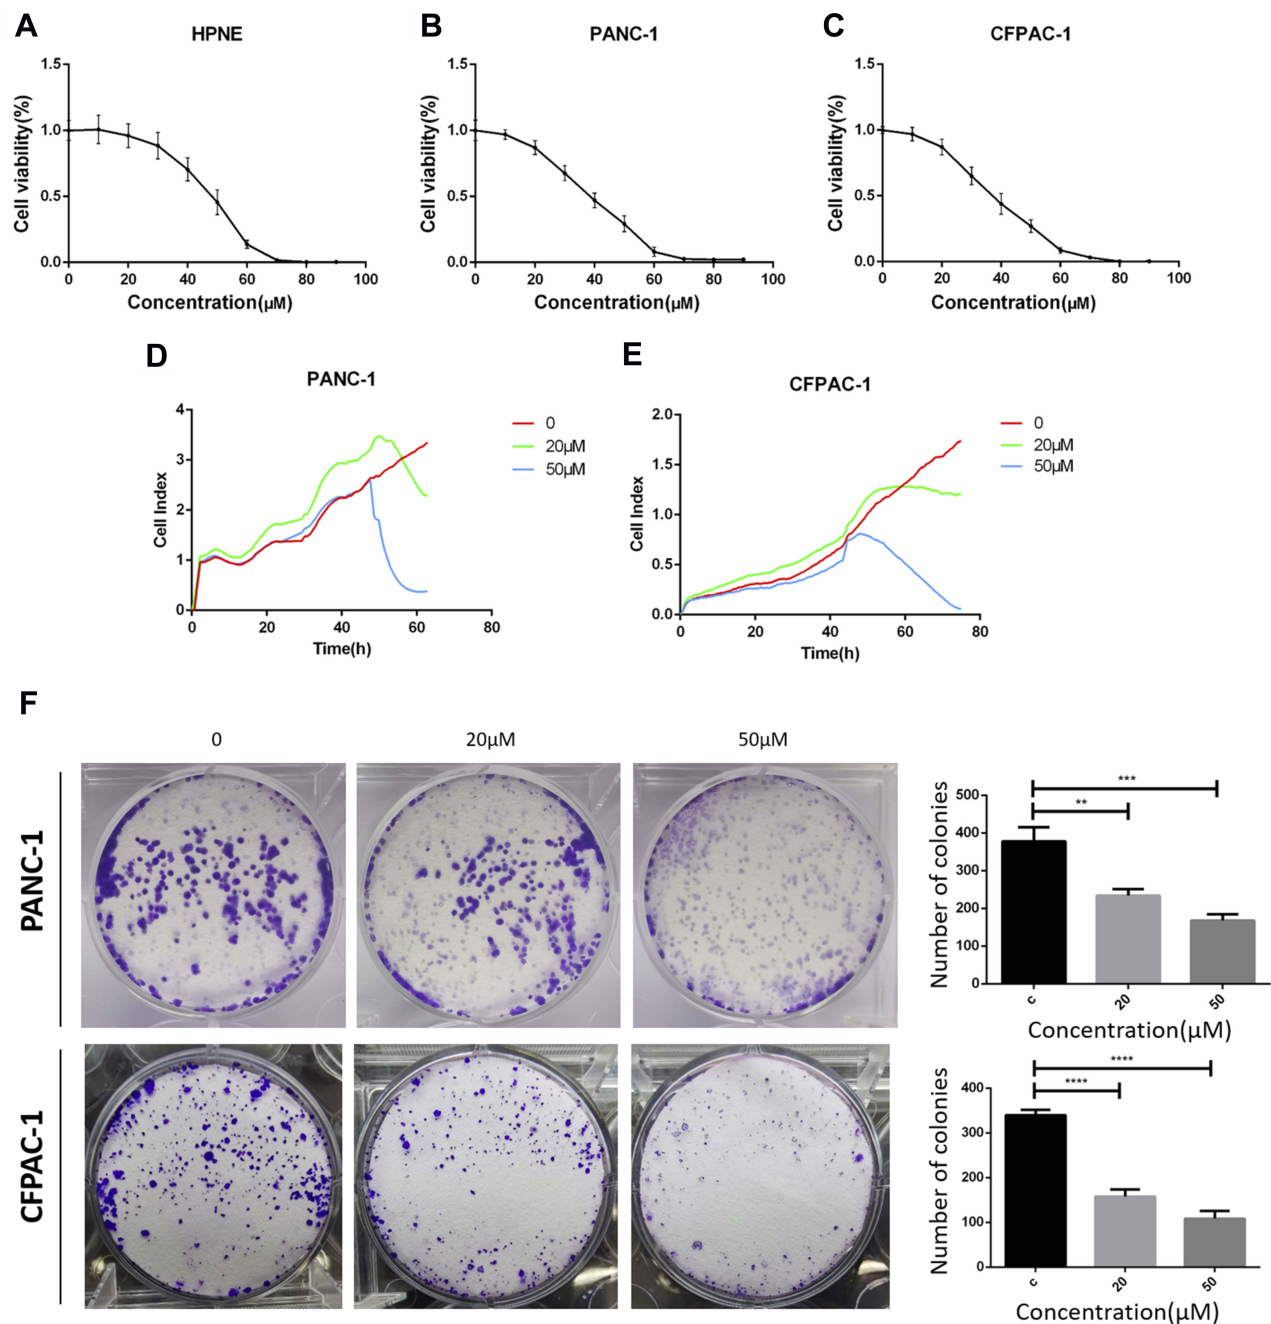 A
HPNE
1.5
1.0
0.5
0.0
Cell viability(%)
0 20 40 60 80 100
Concentration(µM)
B
PANC-1
1.5
1.0
0.5
0.0
Cell viability(%)
0 20 40 60 80 100
Concentration(µM)
C
CFPAC-1
1.5
1.0
0.5
0.0
Cell viability(%)
0 20 40 60 80 100
Concentration(µM)
D
PANC-1
4
3
2
1
0
Cell Index
0 20 40 60 80
Time(h)
0
20µM
50µM
E
CFPAC-1
2.0
1.5
1.0
0.5
0.0
Cell Index
0 20 40 60 80
Time(h)
0
20µM
50µM
F
0 20µM 50µM
PANC-1
***
**
500
400
300
200
100
0
Number of colonies
c 20 50
Concentration(µM)
CFPAC-1
****
****
400
300
200
100
0
Number of colonies
c 20 50
Concentration(µM)